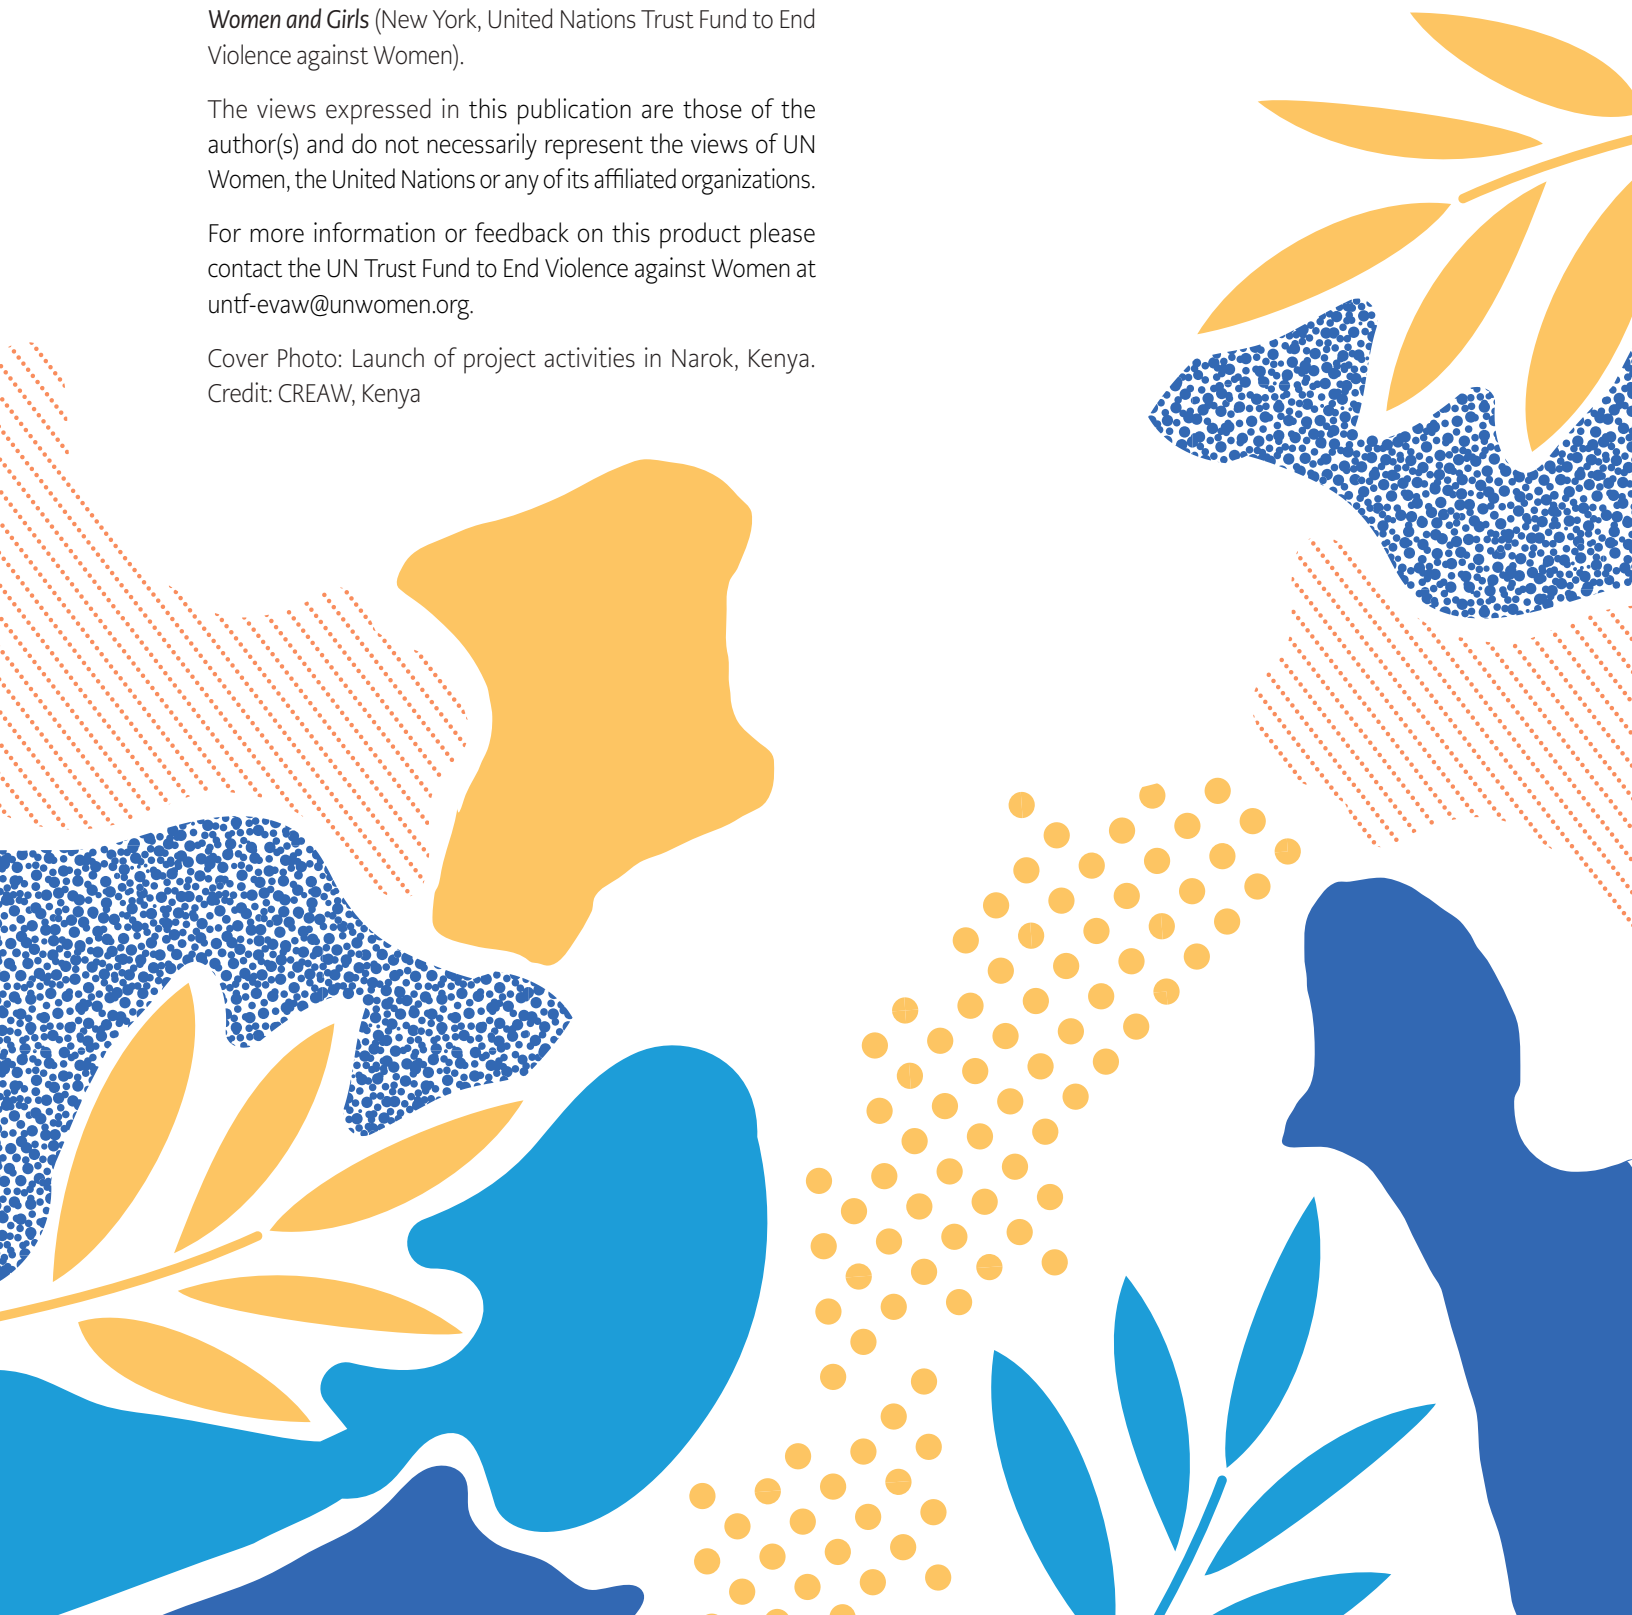 Women and Girls (New York, United Nations Trust Fund to End
Violence against Women).
The views expressed in this publication are those of the
author(s) and do not necessarily represent the views of UN
Women, the United Nations or any of its affiliated organizations.
For more information or feedback on this product please
contact the UN Trust Fund to End Violence against Women at
untf-evaw@unwomen.org.
Cover Photo: Launch of project activities in Narok, Kenya.
Credit: CREAW, Kenya